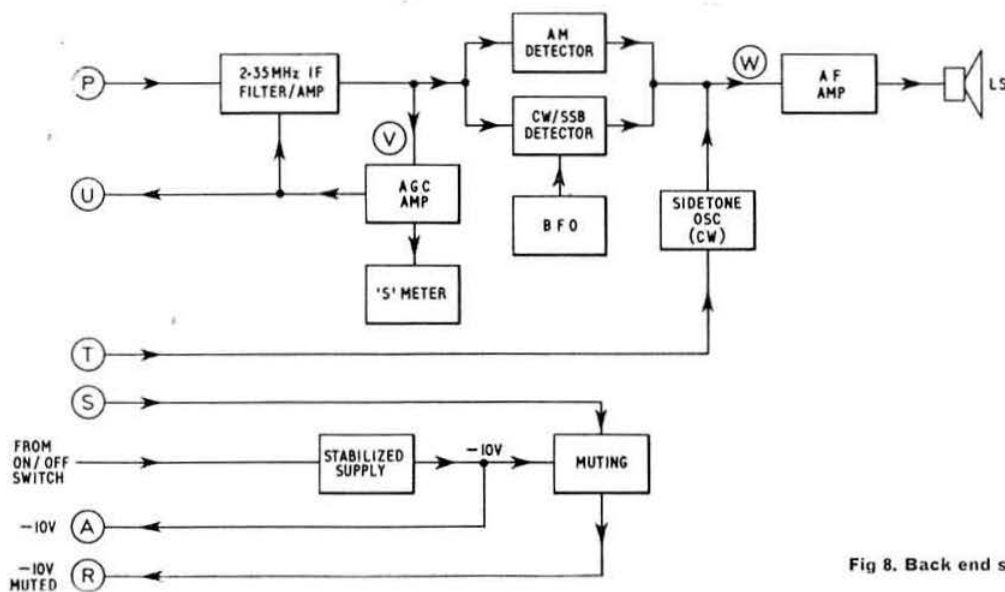 AM
DETECTOR
P
2·35MHz IF
FILTER/AMP
W
AF
AMP
LS
V
CW/SSB
DETECTOR
U
AGC
AMP
BFO
SIDETONE
OSC
(CW)
'S' METER
T
S
FROM
ON/OFF
SWITCH
STABILIZED
SUPPLY
-10V
MUTING
-10V
A
-10V
MUTED
R
Fig 8. Back end s